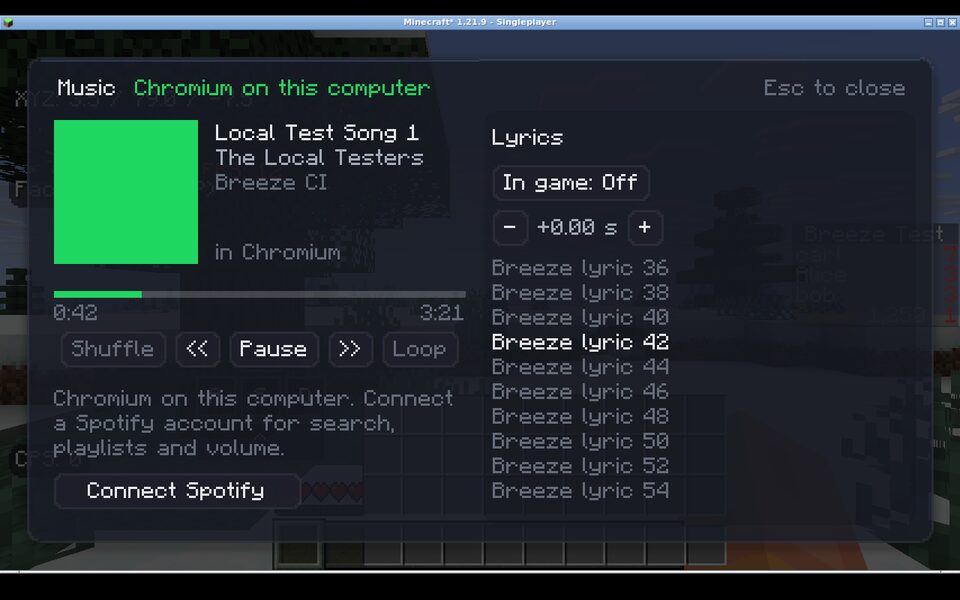 Minecraft* 1.21.9 - Singleplayer
Music Chromium on this computer
Esc to close
Local Test Song 1
The Local Testers
Breeze CI
in Chromium
0:42
3:21
Shuffle
<<
Pause
>>
Loop
Chromium on this computer. Connect
a Spotify account for search,
playlists and volume.
Connect Spotify
Lyrics
In game: Off
− +0.00 s +
Breeze lyric 36
Breeze lyric 38
Breeze lyric 40
Breeze lyric 42
Breeze lyric 44
Breeze lyric 46
Breeze lyric 48
Breeze lyric 50
Breeze lyric 52
Breeze lyric 54
Breeze Test
carl
Alice
bob